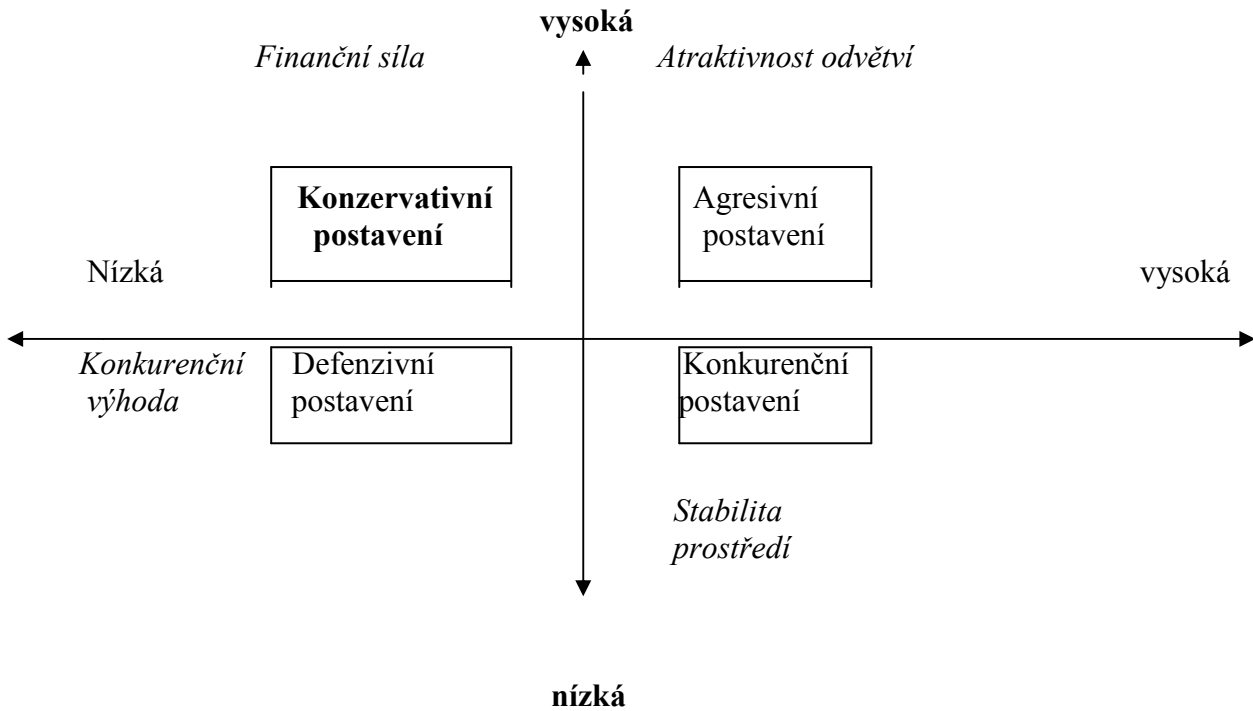 vysoká
Finanční síla
Atraktivnost odvětví
Konzervativní
postavení
Agresivní
postavení
Nízká
vysoká
Konkurenční
výhoda
Defenzivní
postavení
Konkurenční
postavení
Stabilita
prostředí
nízká